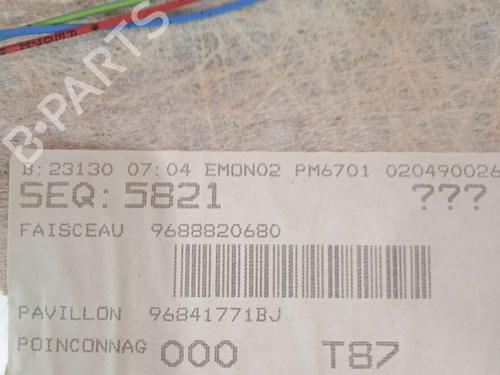 B-PARTS
B:23130 07:04 EMON02 PM6701 020490026
SEQ: 5821 ???
FAISCEAU 9688820680
PAVILLON 96841771BJ
POINCONNAG 000 T87